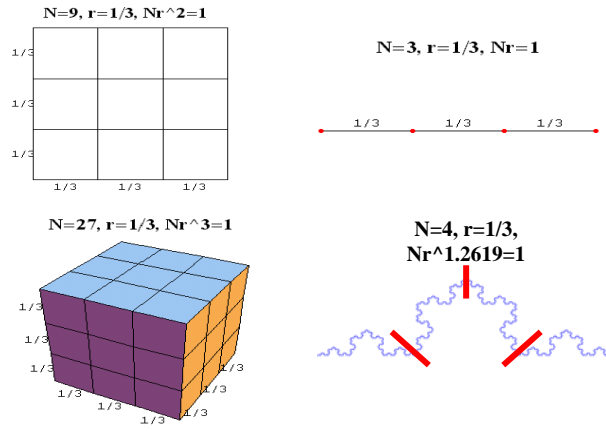 N=9, r=1/3, Nr^2=1
1/3
1/3
1/3
1/3 1/3 1/3
N=3, r=1/3, Nr=1
1/3 1/3 1/3
N=27, r=1/3, Nr^3=1
1/3
1/3
1/3
1/3
1/3
1/3
1/3
1/3
1/3
N=4, r=1/3,
Nr^1.2619=1